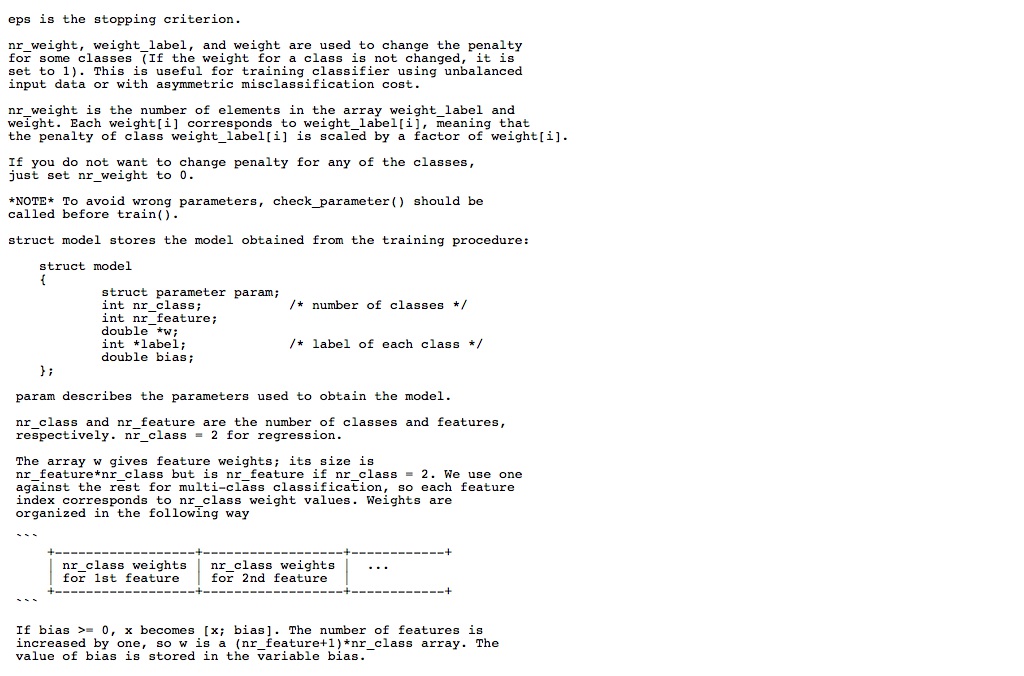 eps is the stopping criterion.
nr_weight, weight_label, and weight are used to change the penalty
for some classes (If the weight for a class is not changed, it is
set to 1). This is useful for training classifier using unbalanced
input data or with asymmetric misclassification cost.
nr_weight is the number of elements in the array weight_label and
weight. Each weight[i] corresponds to weight_label[i], meaning that
the penalty of class weight_label[i] is scaled by a factor of weight[i].
If you do not want to change penalty for any of the classes,
just set nr_weight to 0.
*NOTE* To avoid wrong parameters, check_parameter() should be
called before train().
struct model stores the model obtained from the training procedure:
struct model
{
struct parameter param;
int nr_class; /* number of classes */
int nr_feature;
double *w;
int *label; /* label of each class */
double bias;
};
param describes the parameters used to obtain the model.
nr_class and nr_feature are the number of classes and features,
respectively. nr_class = 2 for regression.
The array w gives feature weights; its size is
nr_feature*nr_class but is nr_feature if nr_class = 2. We use one
against the rest for multi-class classification, so each feature
index corresponds to nr_class weight values. Weights are
organized in the following way
```
+------------------+------------------+------------+
| nr_class weights | nr_class weights | ...
| for 1st feature | for 2nd feature |
+------------------+------------------+------------+
```
If bias >= 0, x becomes [x; bias]. The number of features is
increased by one, so w is a (nr_feature+1)*nr_class array. The
value of bias is stored in the variable bias.